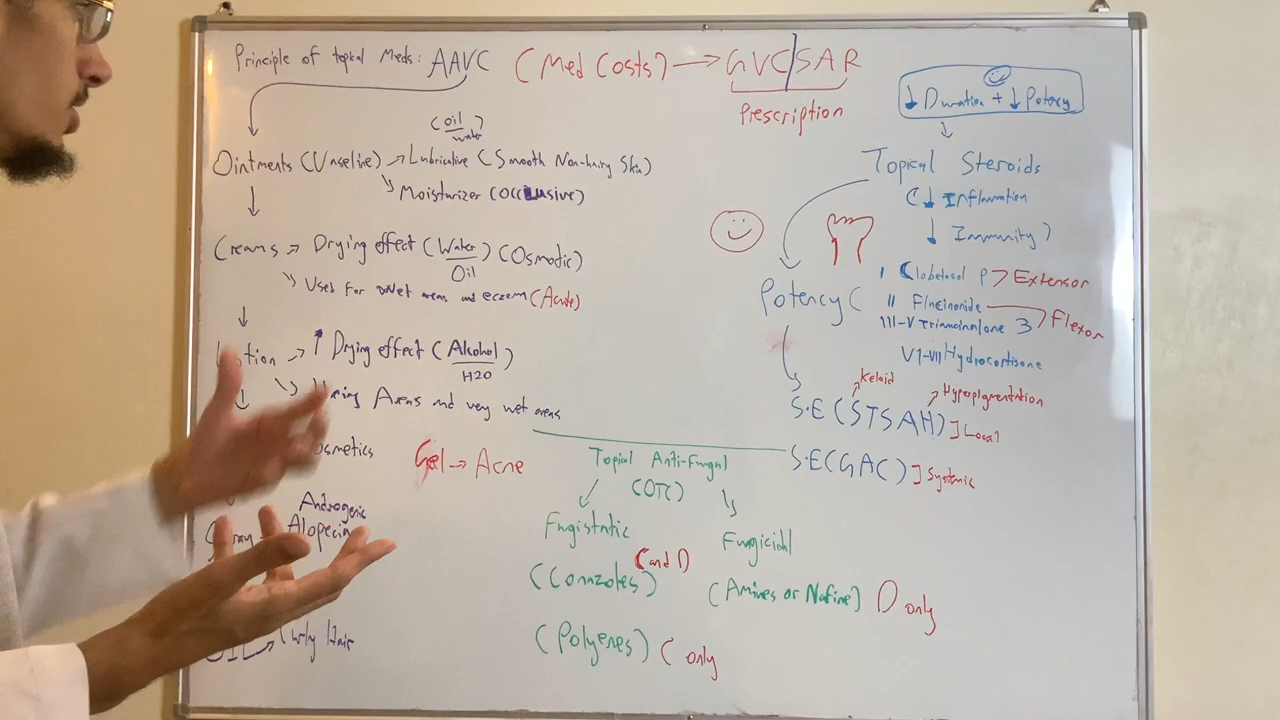 Principle of topical Meds: AAVC (Med Costs) → GVC|SAR
Prescription
↓ Duration + ↓ Potency
(Oil/water)
Ointments (Vaseline) → Lubricative (Smooth Non-hairy Skin)
Moisturizer (Occlusive)
Creams → Drying effect (Water/Oil) (Osmotic)
Used for wet areas and eczema (Acute)
→ ↑ Drying effect (Alcohol/H2O)
Areas and very wet areas
Gel → Acne
Androgenic
Alopecia
Curly Hair
Topical Steroids
(↓ Inflammation
↓ Immunity)
Potency (
I Clobetasol P > Extensor
II Flucinonide
III-V Triamcinalone 3 > Flexor
VI-VII Hydrocortisone
Keloid
Hyperpigmentation
S.E (STSAH) ] Local
S.E (GAC) ] Systemic
Topical Anti-Fungal
(OTC)
Fungistatic
Fungicidal
(Conazoles) C and D
(Amines or Nafine) D only
(Polyenes) C only